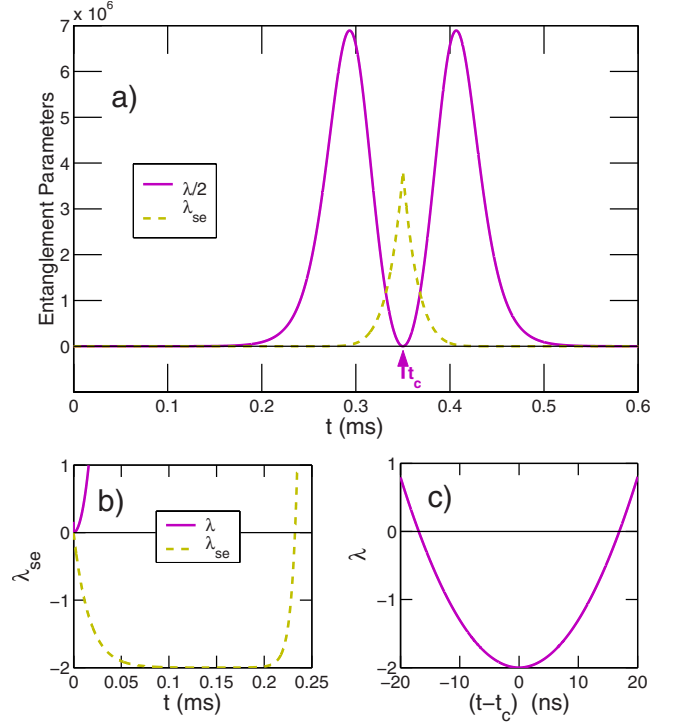 × 10⁶
7
6
5
4
3
2
1
0
Entanglement Parameters
a)
λ/2
λse
tc
0 0.1 0.2 0.3 0.4 0.5 0.6
t (ms)
b)
1
0
−1
−2
λse
λ
λse
0 0.05 0.1 0.15 0.2 0.25
t (ms)
c)
1
0
−1
−2
λ
−20 −10 0 10 20
(t−tc) (ns)